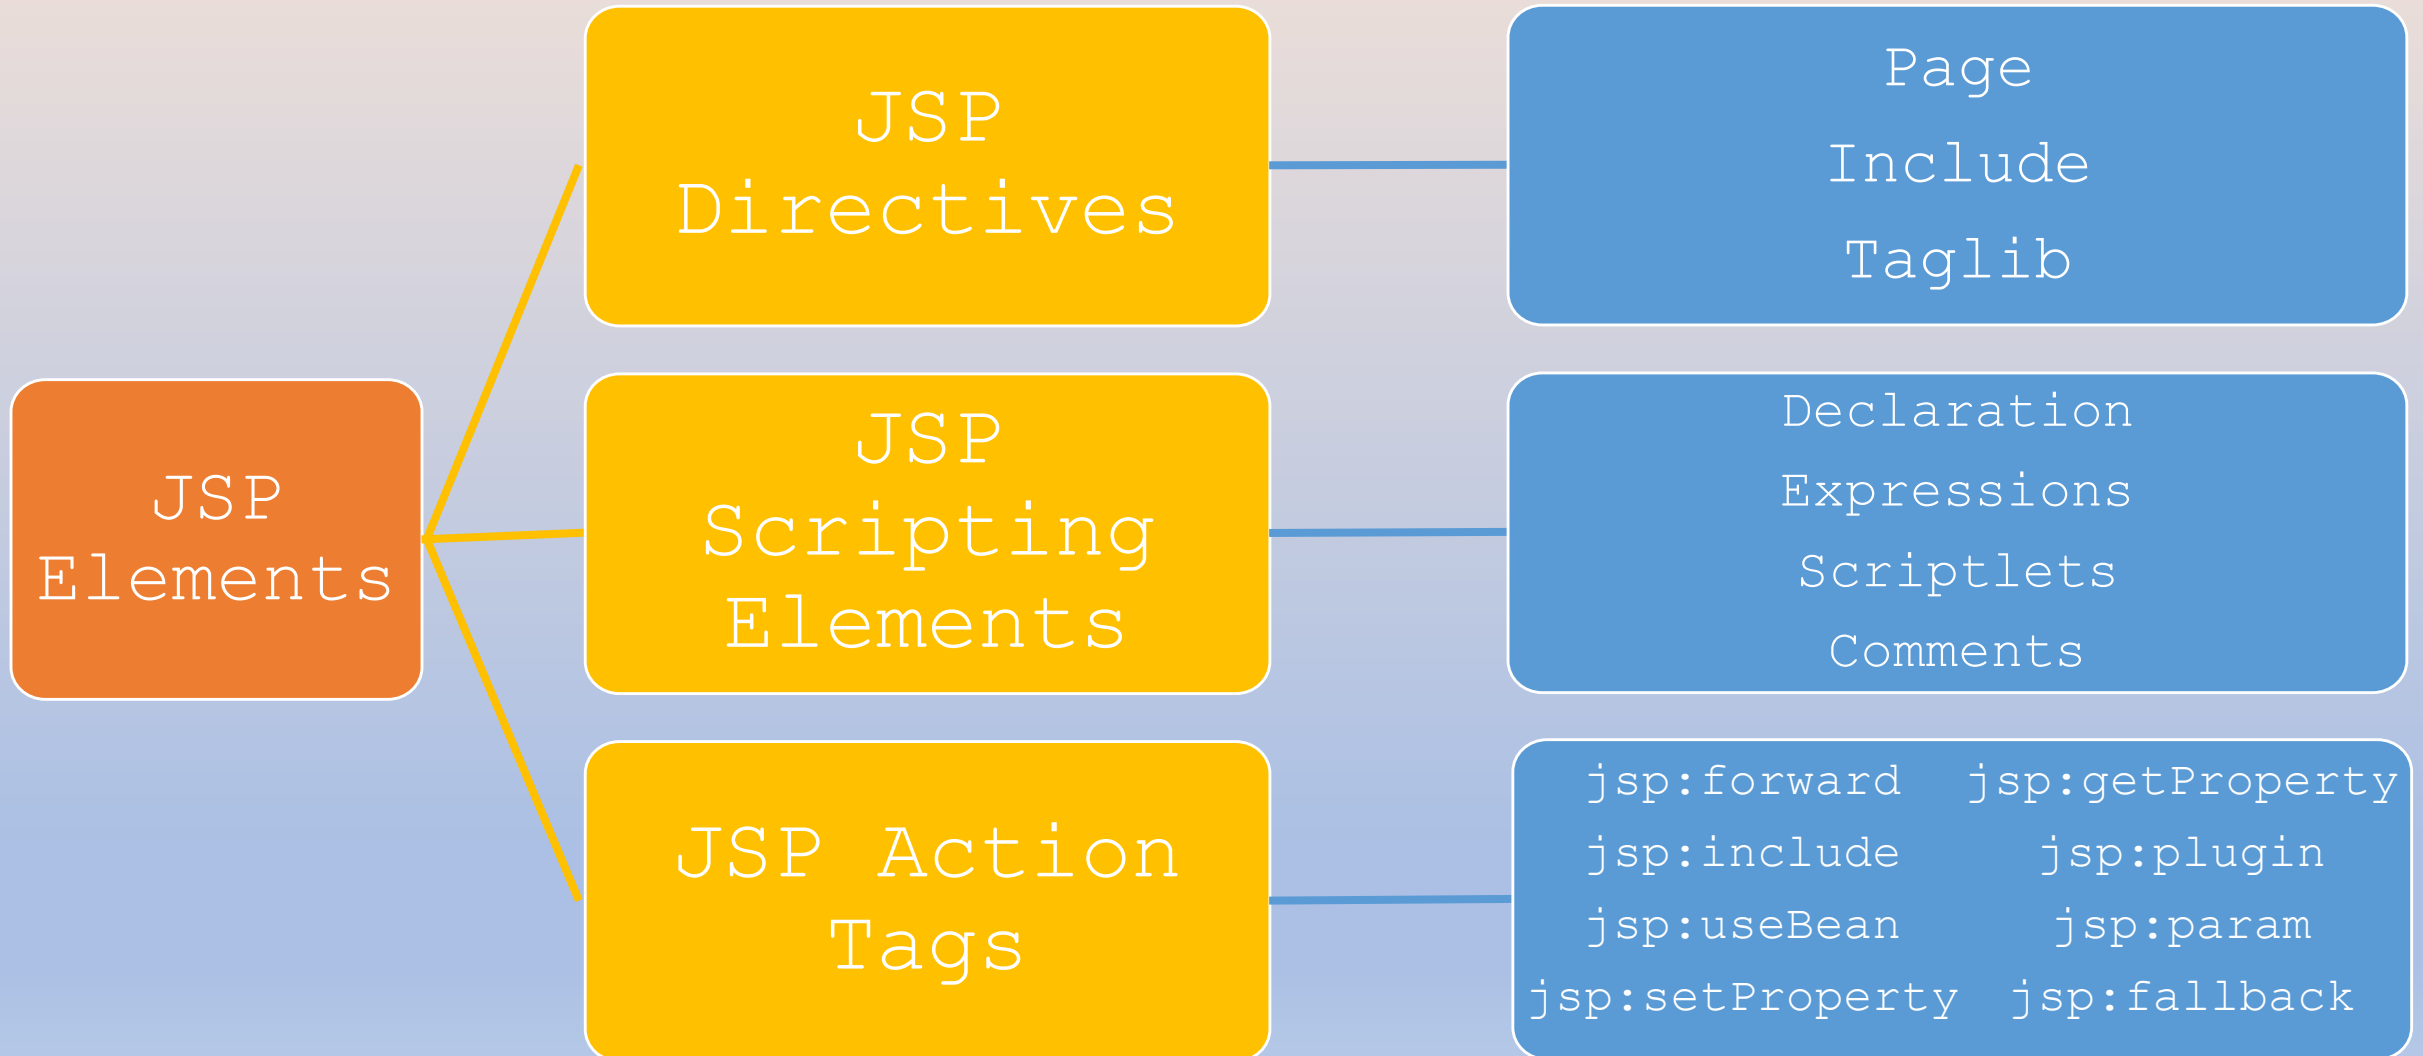 JSP
Elements
JSP
Directives
Page
Include
Taglib
JSP
Scripting
Elements
Declaration
Expressions
Scriptlets
Comments
JSP Action
Tags
jsp:forward jsp:getProperty
jsp:include jsp:plugin
jsp:useBean jsp:param
jsp:setProperty jsp:fallback